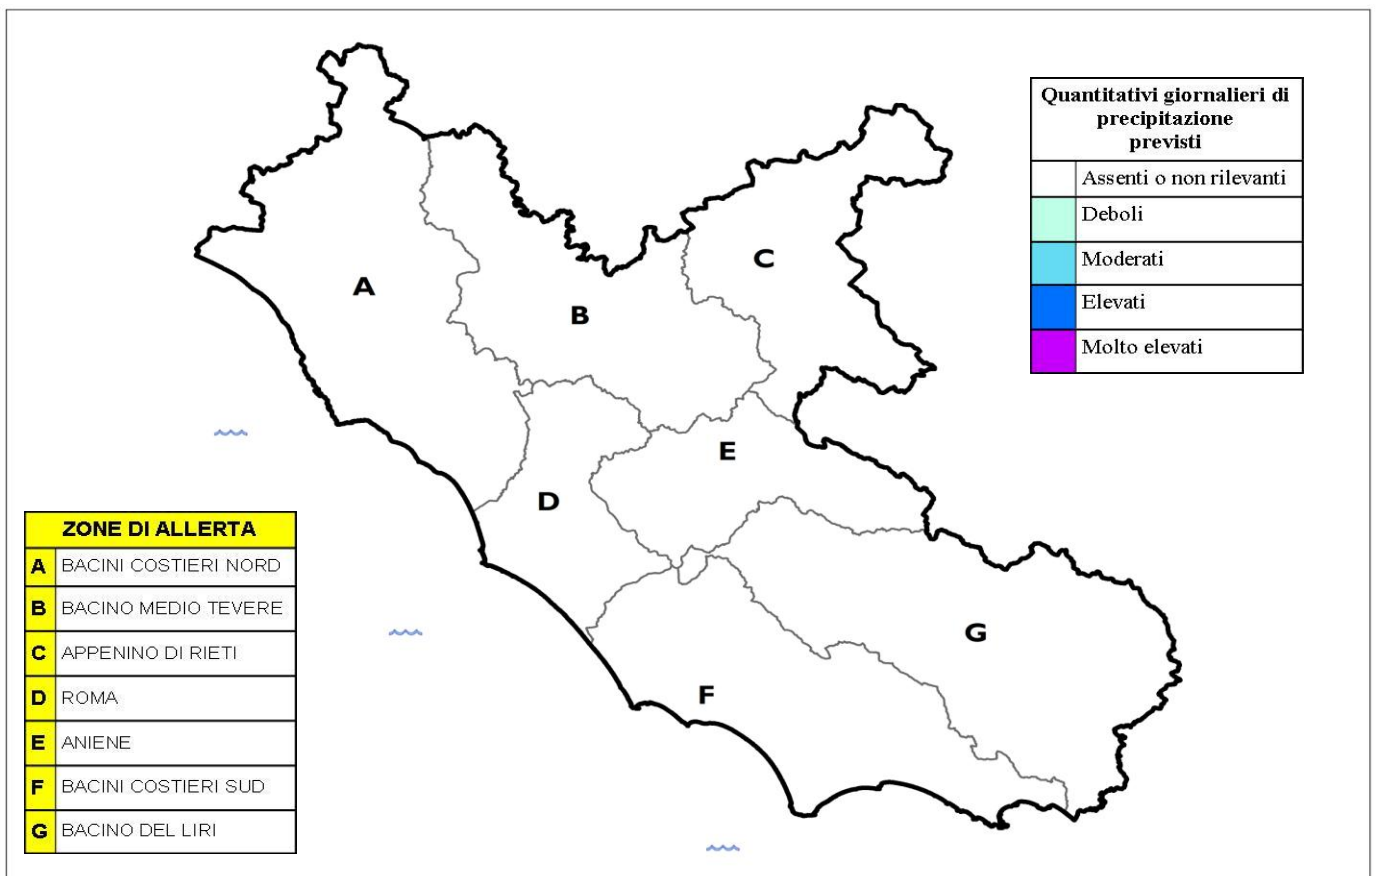 Quantitativi giornalieri di
precipitazione
previsti
Assenti o non rilevanti
Deboli
Moderati
Elevati
Molto elevati
A
B
C
D
E
F
G
ZONE DI ALLERTA
A BACINI COSTIERI NORD
B BACINO MEDIO TEVERE
C APPENINO DI RIETI
D ROMA
E ANIENE
F BACINI COSTIERI SUD
G BACINO DEL LIRI